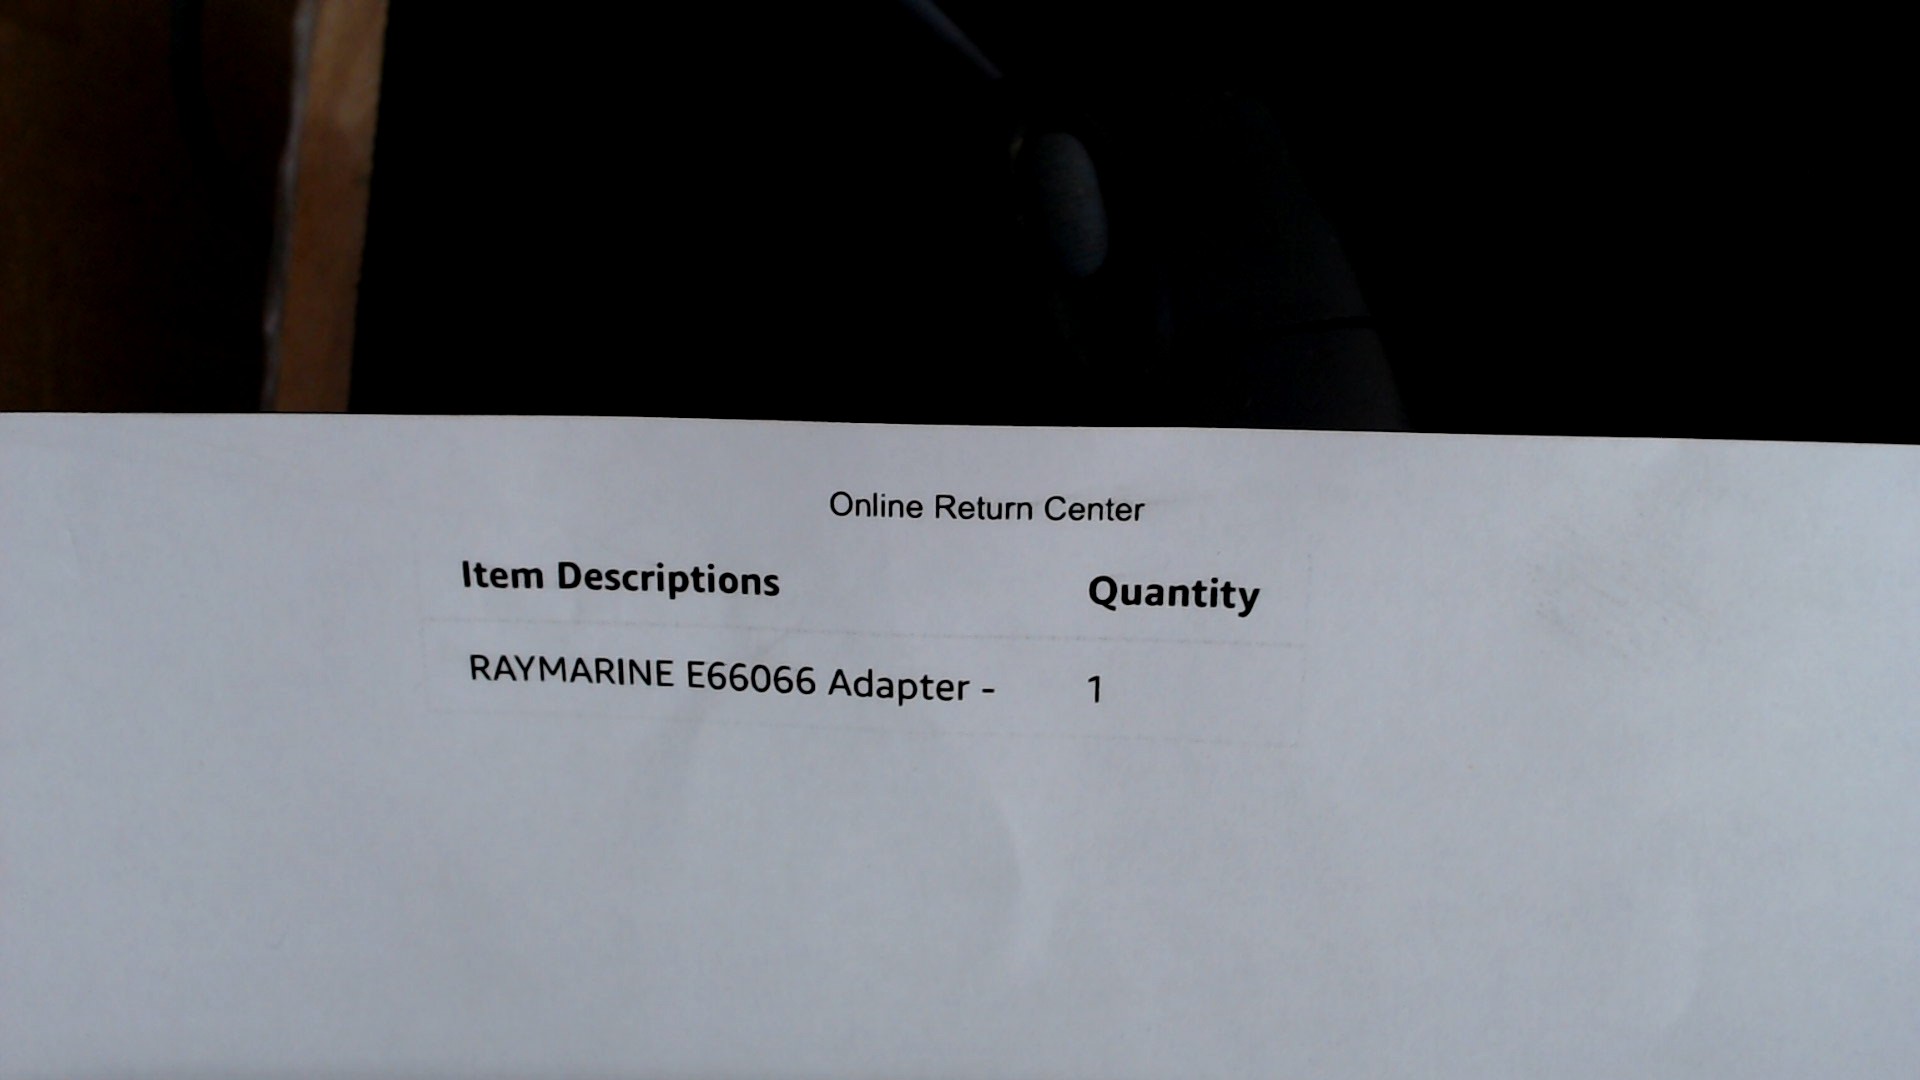 Online Return Center
Item Descriptions Quantity
RAYMARINE E66066 Adapter - 1